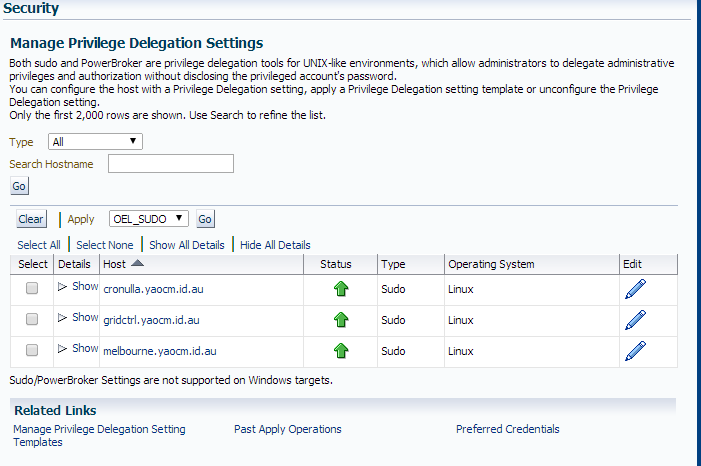 Security
Manage Privilege Delegation Settings
Both sudo and PowerBroker are privilege delegation tools for UNIX-like environments, which allow administrators to delegate administrative
privileges and authorization without disclosing the privileged account's password.
You can configure the host with a Privilege Delegation setting, apply a Privilege Delegation setting template or unconfigure the Privilege
Delegation setting.
Only the first 2,000 rows are shown. Use Search to refine the list.
Type All
Search Hostname
Go
Clear Apply OEL_SUDO Go
Select All Select None Show All Details Hide All Details
Select Details Host Status Type Operating System Edit
Show cronulla.yaocm.id.au Sudo Linux
Show gridctrl.yaocm.id.au Sudo Linux
Show melbourne.yaocm.id.au Sudo Linux
Sudo/PowerBroker Settings are not supported on Windows targets.
Related Links
Manage Privilege Delegation Setting Past Apply Operations Preferred Credentials
Templates